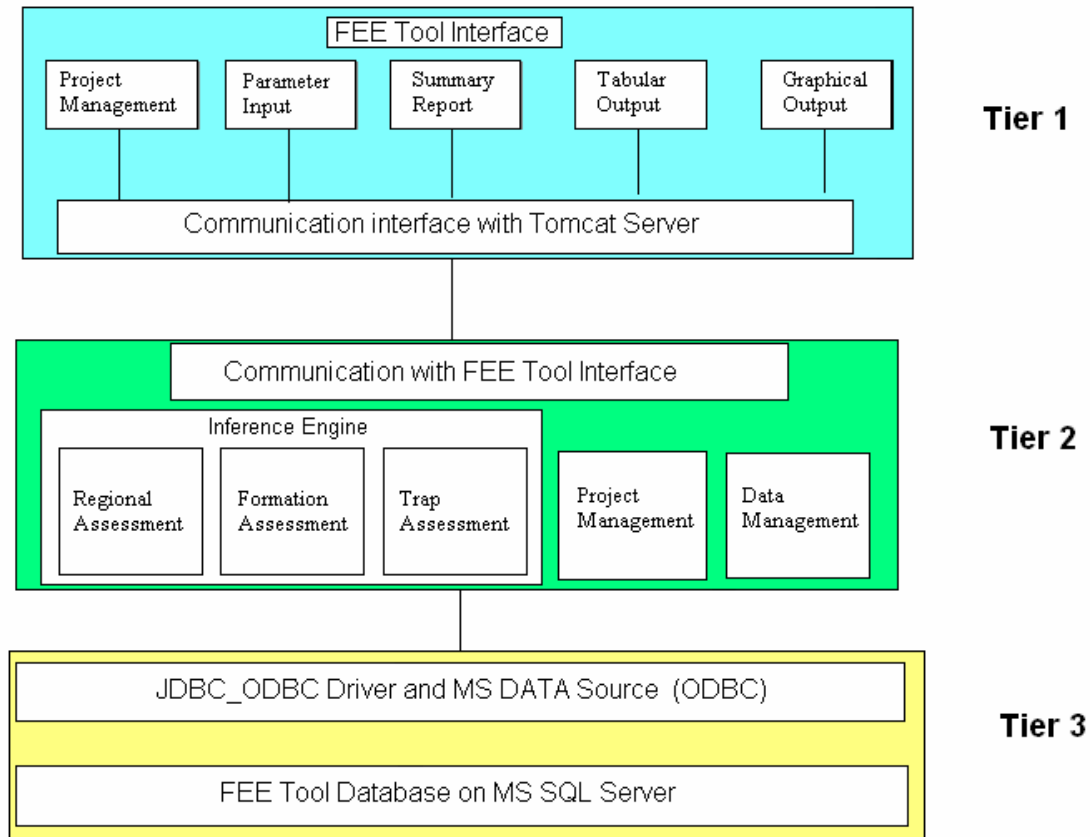 FEE Tool Interface
Project
Management
Parameter
Input
Summary
Report
Tabular
Output
Graphical
Output
Tier 1
Communication interface with Tomcat Server
Communication with FEE Tool Interface
Inference Engine
Regional
Assessment
Formation
Assessment
Trap
Assessment
Project
Management
Data
Management
Tier 2
JDBC_ODBC Driver and MS DATA Source (ODBC)
FEE Tool Database on MS SQL Server
Tier 3